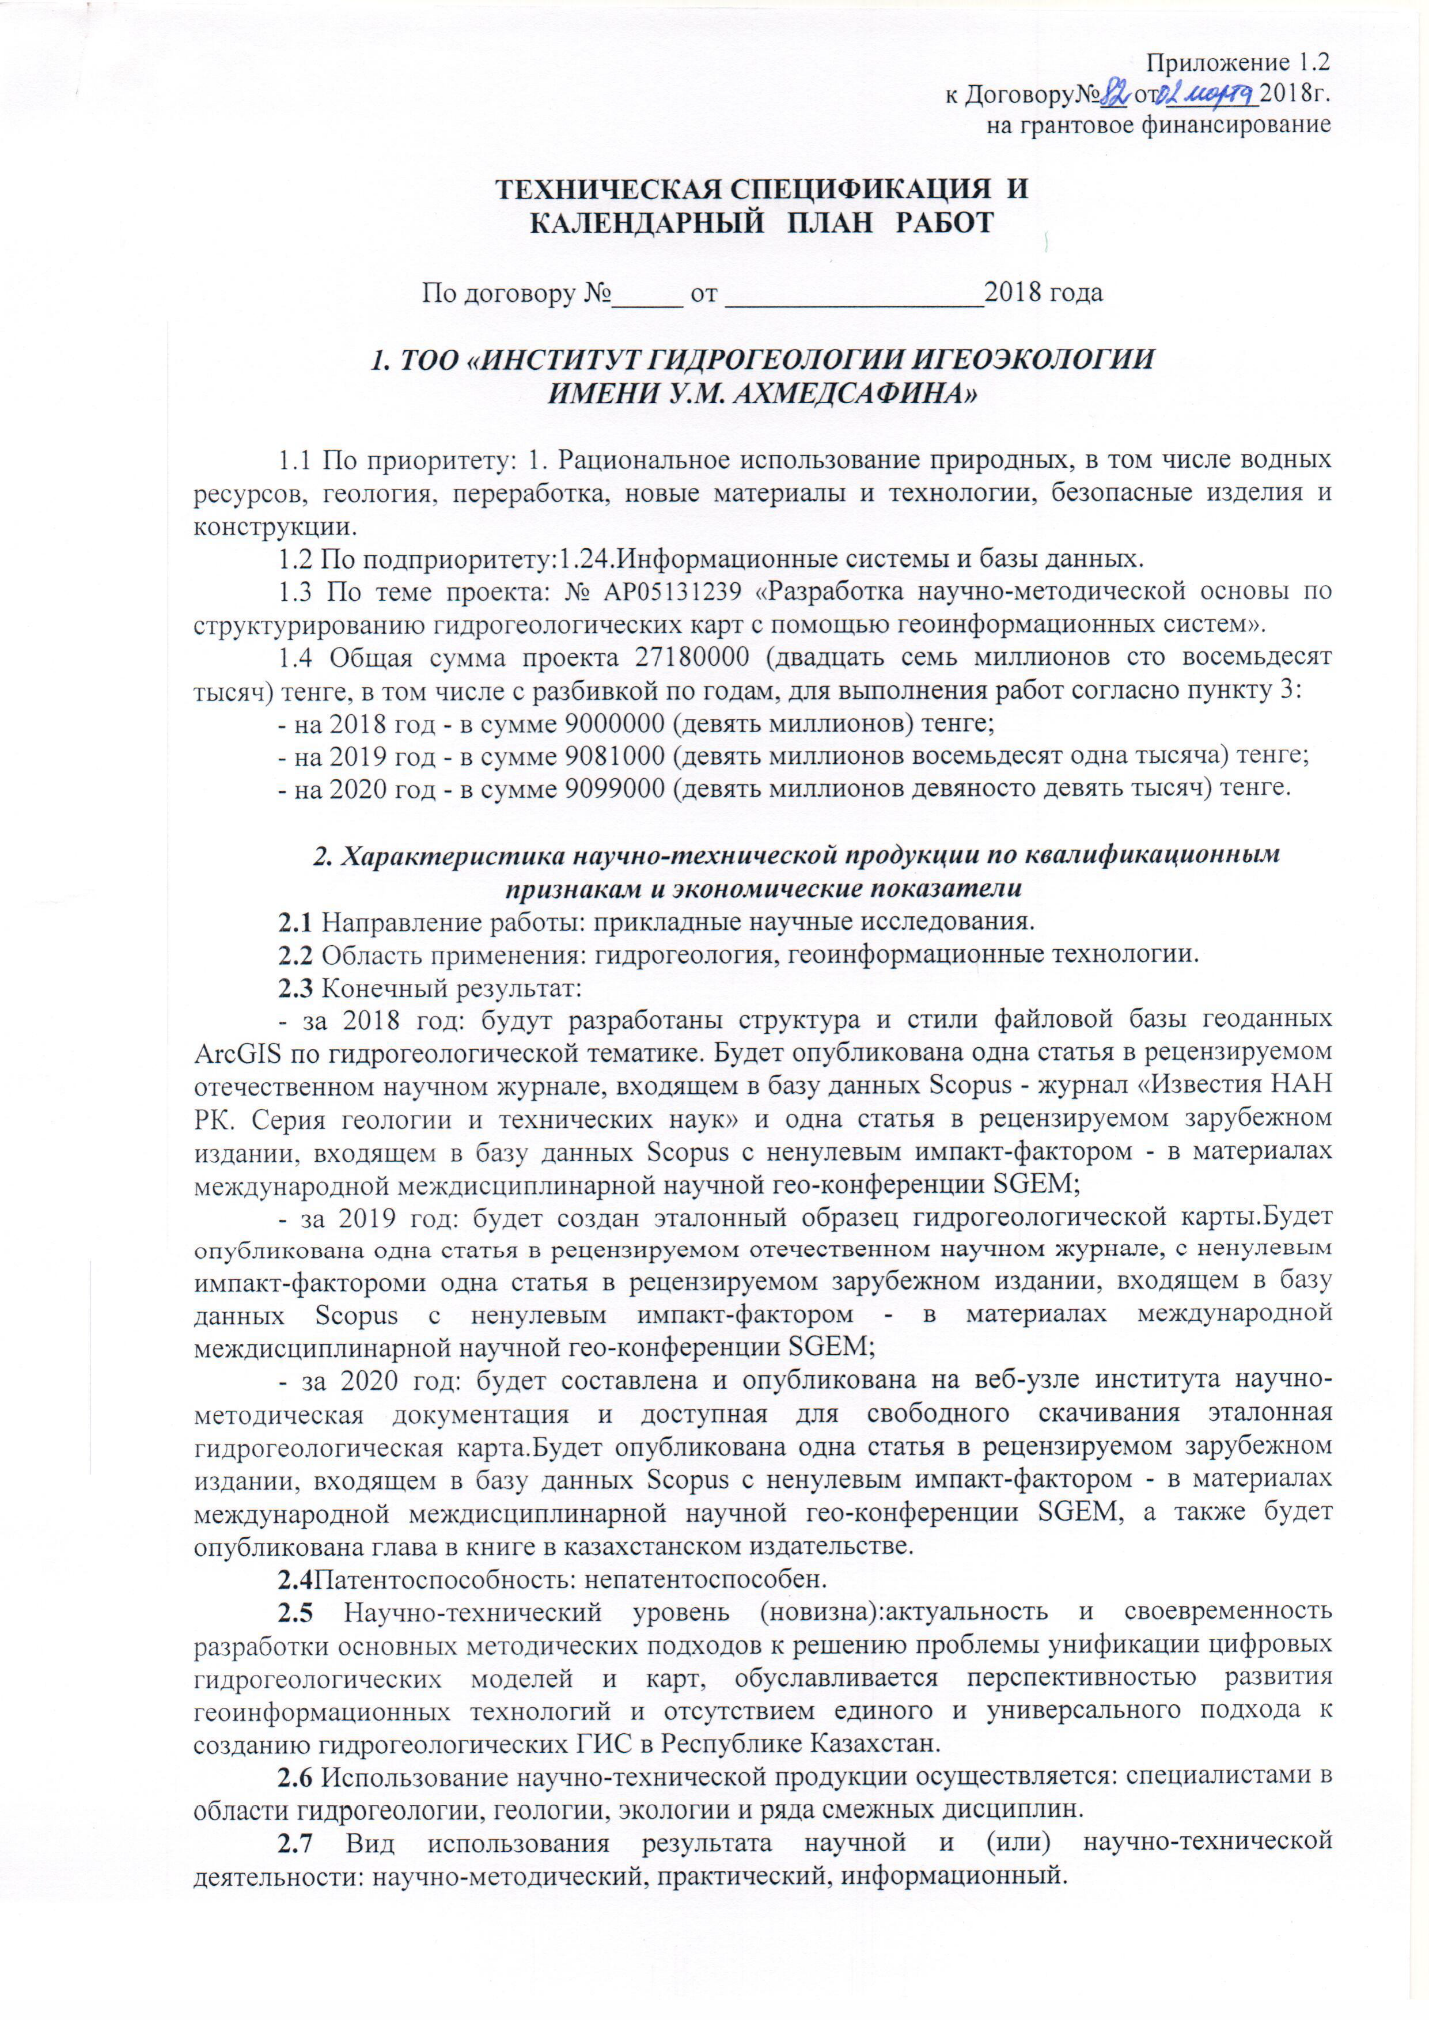 Приложение 1.2
к Договору№82 от 02 марта 2018г.
на грантовое финансирование
ТЕХНИЧЕСКАЯ СПЕЦИФИКАЦИЯ И
КАЛЕНДАРНЫЙ ПЛАН РАБОТ
По договору №_____ от __________________2018 года
1. ТОО «ИНСТИТУТ ГИДРОГЕОЛОГИИ ИГЕОЭКОЛОГИИ
ИМЕНИ У.М. АХМЕДСАФИНА»
1.1 По приоритету: 1. Рациональное использование природных, в том числе водных
ресурсов, геология, переработка, новые материалы и технологии, безопасные изделия и
конструкции.
1.2 По подприоритету:1.24.Информационные системы и базы данных.
1.3 По теме проекта: № АР05131239 «Разработка научно-методической основы по
структурированию гидрогеологических карт с помощью геоинформационных систем».
1.4 Общая сумма проекта 27180000 (двадцать семь миллионов сто восемьдесят
тысяч) тенге, в том числе с разбивкой по годам, для выполнения работ согласно пункту 3:
- на 2018 год - в сумме 9000000 (девять миллионов) тенге;
- на 2019 год - в сумме 9081000 (девять миллионов восемьдесят одна тысяча) тенге;
- на 2020 год - в сумме 9099000 (девять миллионов девяносто девять тысяч) тенге.
2. Характеристика научно-технической продукции по квалификационным
признакам и экономические показатели
2.1 Направление работы: прикладные научные исследования.
2.2 Область применения: гидрогеология, геоинформационные технологии.
2.3 Конечный результат:
- за 2018 год: будут разработаны структура и стили файловой базы геоданных
ArcGIS по гидрогеологической тематике. Будет опубликована одна статья в рецензируемом
отечественном научном журнале, входящем в базу данных Scopus - журнал «Известия НАН
РК. Серия геологии и технических наук» и одна статья в рецензируемом зарубежном
издании, входящем в базу данных Scopus с ненулевым импакт-фактором - в материалах
международной междисциплинарной научной гео-конференции SGEM;
- за 2019 год: будет создан эталонный образец гидрогеологической карты.Будет
опубликована одна статья в рецензируемом отечественном научном журнале, с ненулевым
импакт-фактороми одна статья в рецензируемом зарубежном издании, входящем в базу
данных Scopus с ненулевым импакт-фактором - в материалах международной
междисциплинарной научной гео-конференции SGEM;
- за 2020 год: будет составлена и опубликована на веб-узле института научно-
методическая документация и доступная для свободного скачивания эталонная
гидрогеологическая карта.Будет опубликована одна статья в рецензируемом зарубежном
издании, входящем в базу данных Scopus с ненулевым импакт-фактором - в материалах
международной междисциплинарной научной гео-конференции SGEM, а также будет
опубликована глава в книге в казахстанском издательстве.
2.4Патентоспособность: непатентоспособен.
2.5 Научно-технический уровень (новизна):актуальность и своевременность
разработки основных методических подходов к решению проблемы унификации цифровых
гидрогеологических моделей и карт, обуславливается перспективностью развития
геоинформационных технологий и отсутствием единого и универсального подхода к
созданию гидрогеологических ГИС в Республике Казахстан.
2.6 Использование научно-технической продукции осуществляется: специалистами в
области гидрогеологии, геологии, экологии и ряда смежных дисциплин.
2.7 Вид использования результата научной и (или) научно-технической
деятельности: научно-методический, практический, информационный.